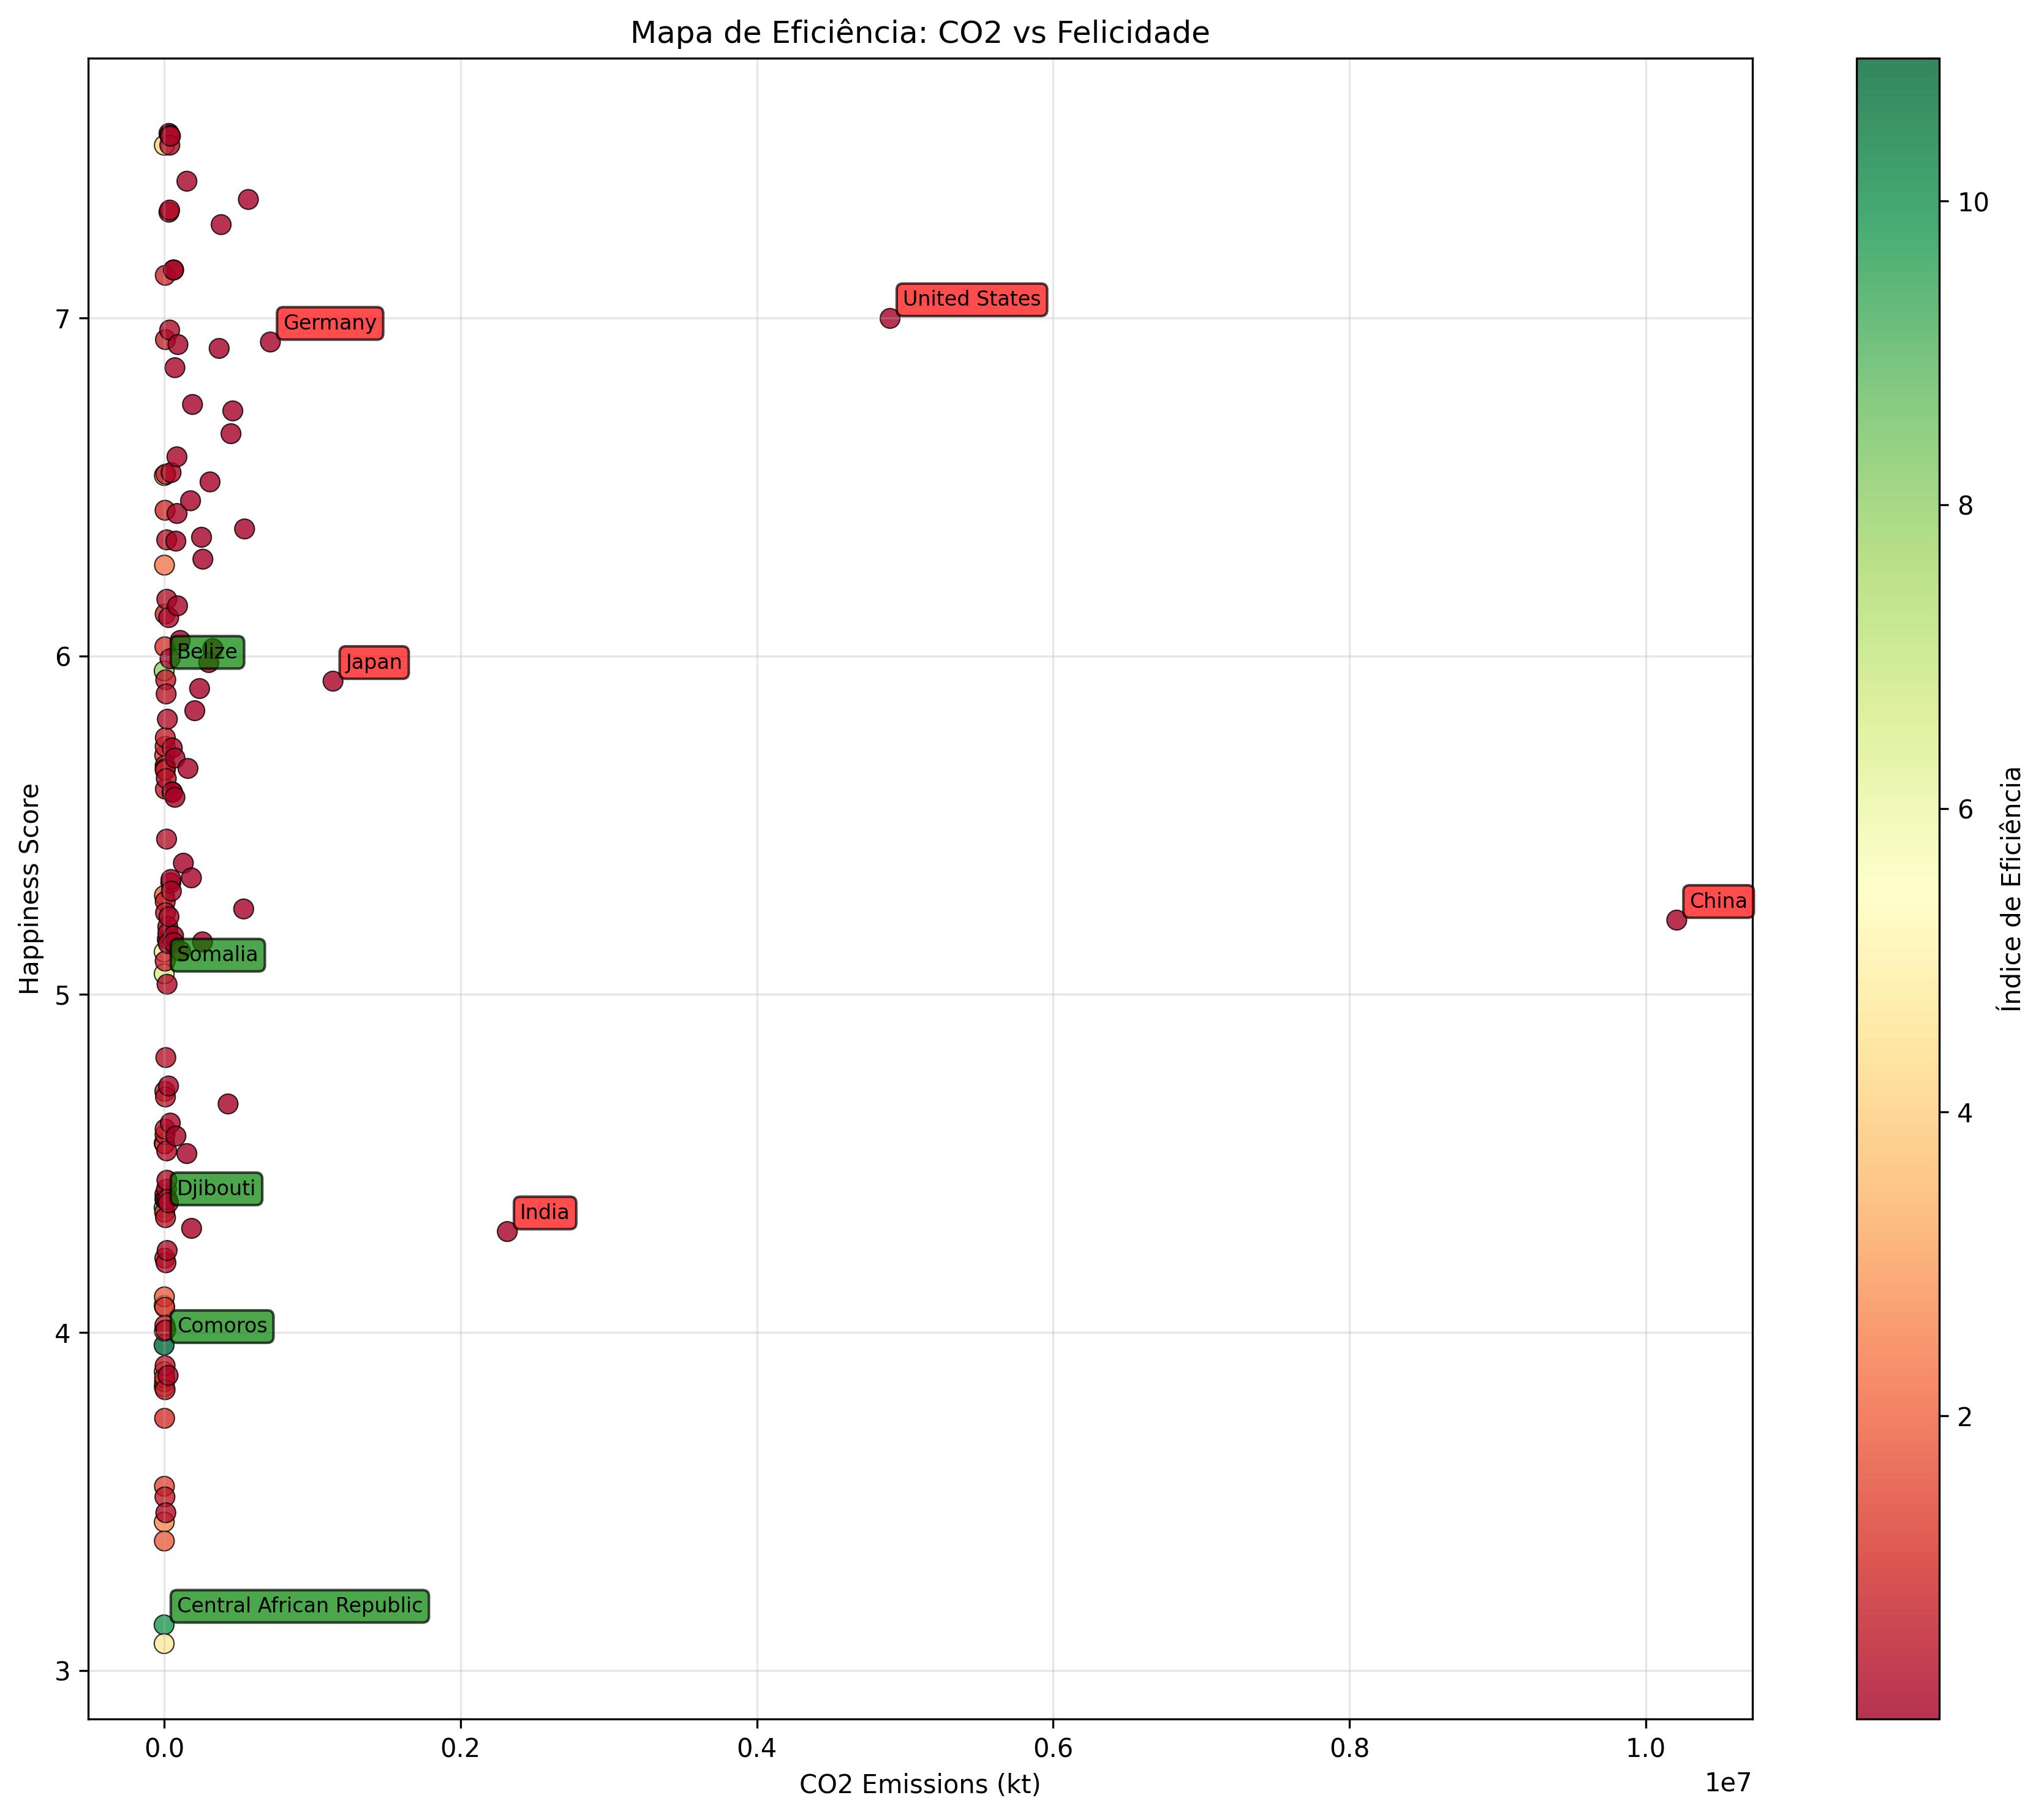 Mapa de Eficiência: CO2 vs Felicidade
Happiness Score
7
6
5
4
3
United States
Germany
Belize
Japan
China
Somalia
Djibouti
India
Comoros
Central African Republic
0.0
0.2
0.4
0.6
0.8
1.0
1e7
CO2 Emissions (kt)
10
8
6
4
2
Índice de Eficiência